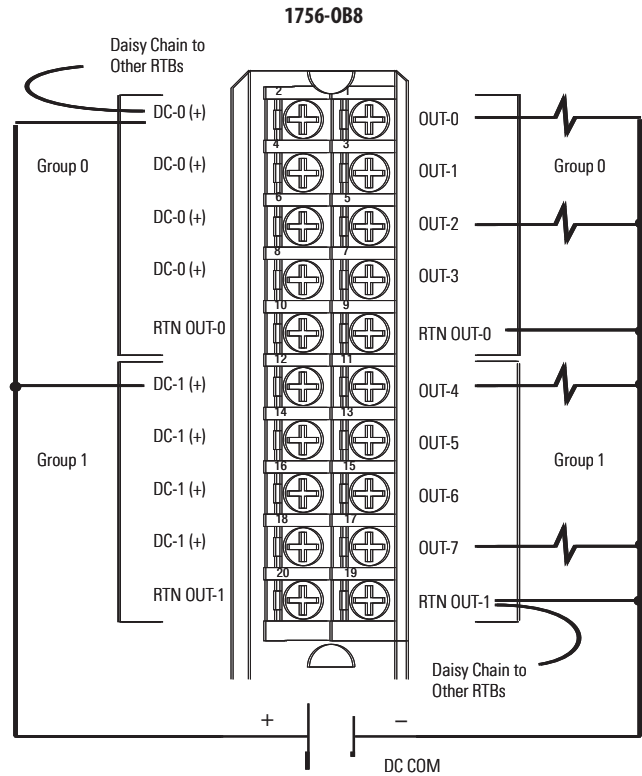 1756-OB8
Daisy Chain to
Other RTBs
2 1
DC-0 (+) OUT-0
4 3
Group 0 DC-0 (+) OUT-1 Group 0
6 5
DC-0 (+) OUT-2
8 7
DC-0 (+) OUT-3
10 9
RTN OUT-0 RTN OUT-0
12 11
DC-1 (+) OUT-4
14 13
Group 1 DC-1 (+) OUT-5 Group 1
16 15
DC-1 (+) OUT-6
18 17
DC-1 (+) OUT-7
20 19
RTN OUT-1 RTN OUT-1
Daisy Chain to
Other RTBs
+ –
DC COM